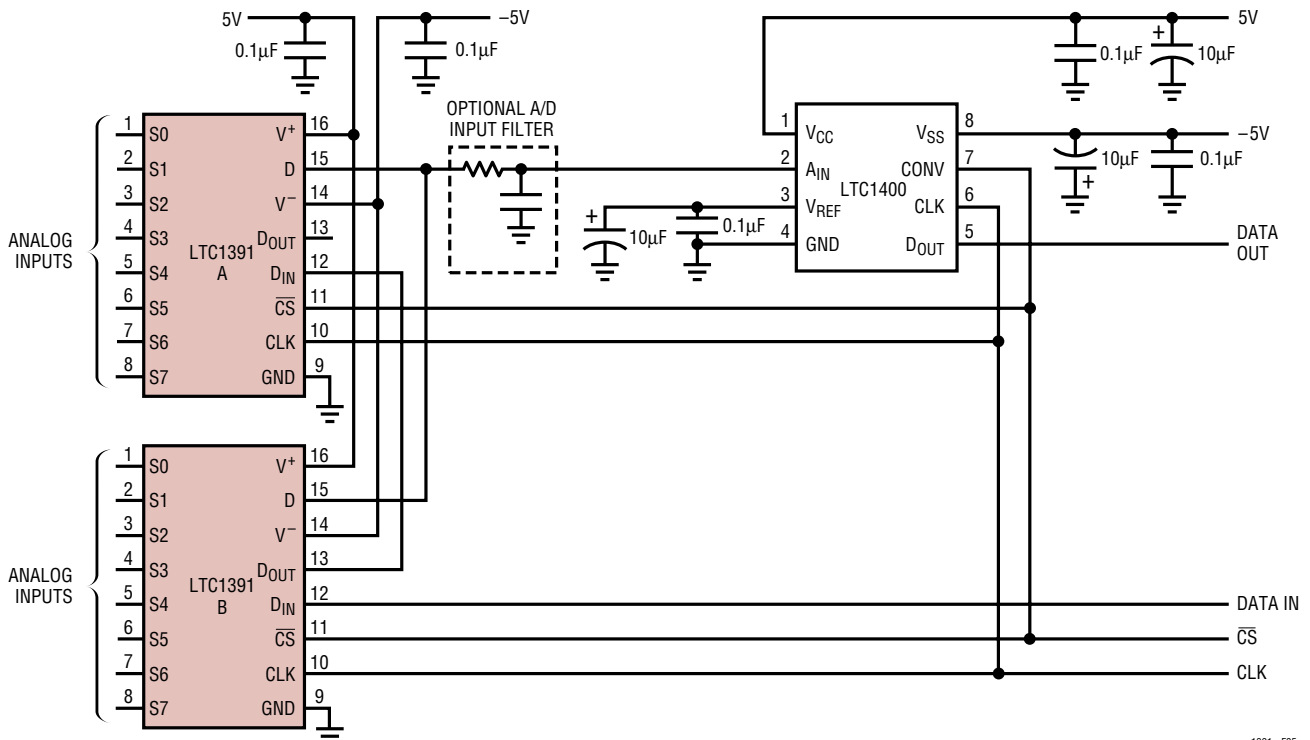 5V
0.1µF
–5V
0.1µF
5V
0.1µF
+
10µF
OPTIONAL A/D
INPUT FILTER
ANALOG
INPUTS
1 S0
2 S1
3 S2
4 S3
5 S4
6 S5
7 S6
8 S7
LTC1391
A
V+ 16
D 15
V– 14
DOUT 13
DIN 12
CS 11
CLK 10
GND 9
1 VCC
2 AIN
3 VREF
4 GND
LTC1400
VSS 8
CONV 7
CLK 6
DOUT 5
+
10µF
0.1µF
–5V
10µF
+
0.1µF
DATA
OUT
ANALOG
INPUTS
1 S0
2 S1
3 S2
4 S3
5 S4
6 S5
7 S6
8 S7
LTC1391
B
V+ 16
D 15
V– 14
DOUT 13
DIN 12
CS 11
CLK 10
GND 9
DATA IN
CS
CLK